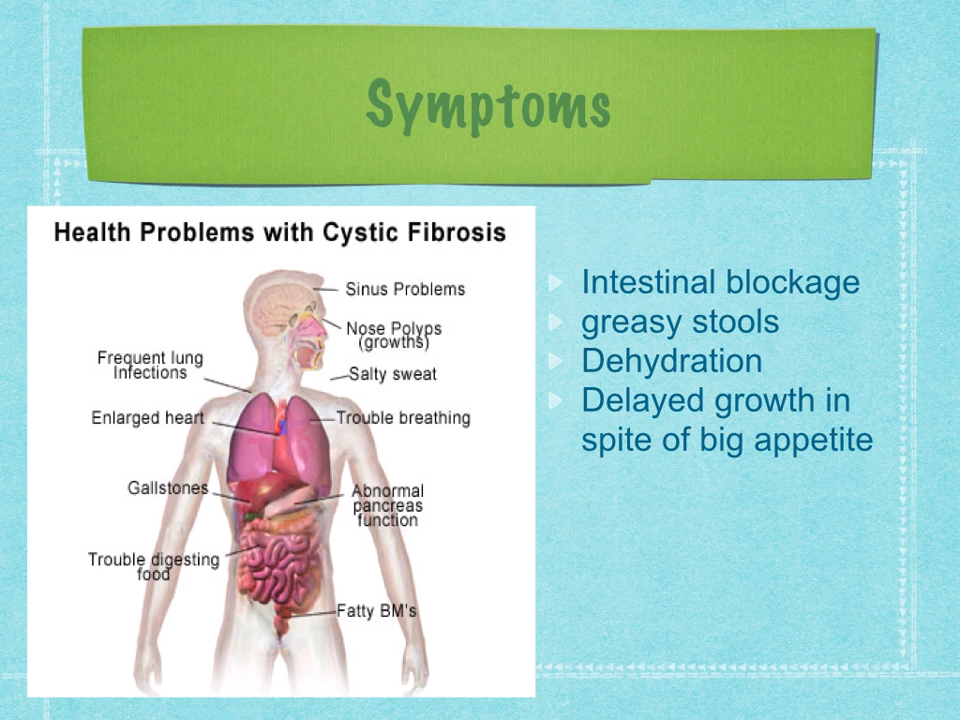 Symptoms
Health Problems with Cystic Fibrosis
Sinus Problems
Nose Polyps
(growths)
Frequent lung
Infections
Salty sweat
Enlarged heart
Trouble breathing
Gallstones
Abnormal
pancreas
function
Trouble digesting
food
Fatty BM's
Intestinal blockage
greasy stools
Dehydration
Delayed growth in
spite of big appetite